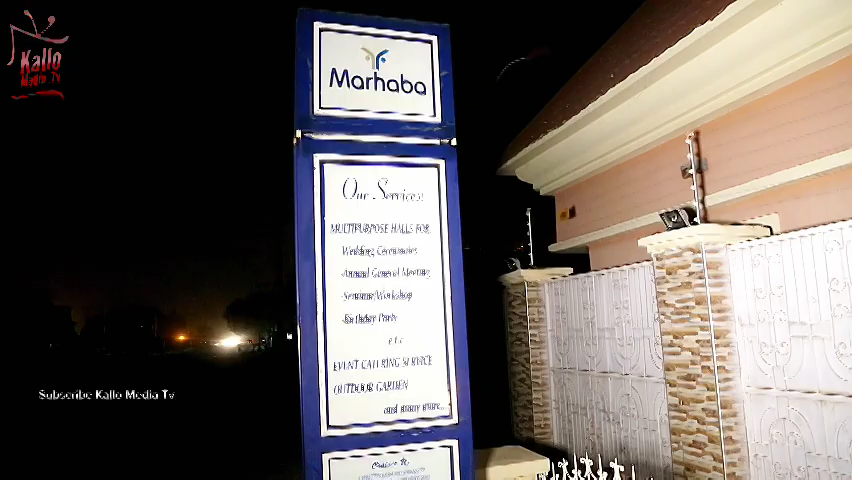 Kallo
Media Tv
Marhaba
Our Services:
MULTIPURPOSE HALLS FOR
Wedding Ceremonies
Annual General Meeting
Seminar/Workshop
Birthday Party
etc
EVENT CATERING SERVICE
OUTDOOR GARDEN
and many more...
Subscribe Kallo Media Tv